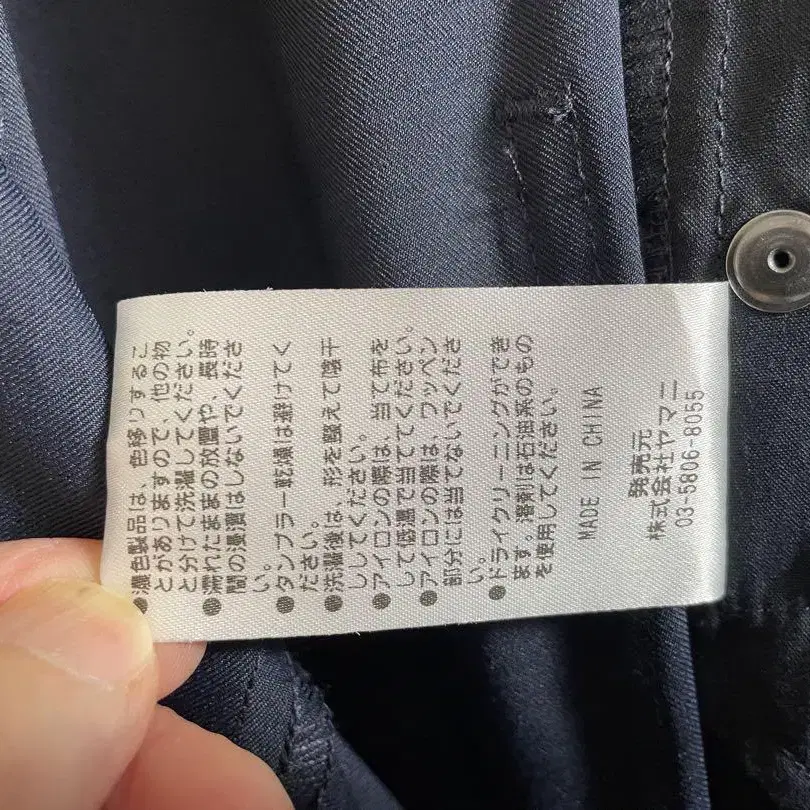 ●濃色製品は、色移りするこ
とがありますので、他の物
と分けて洗濯してください。
●濡れたままの放置や、長時
間の浸漬はしないでくださ
い。
●タンブラー乾燥は避けてく
ださい。
●洗濯後は、形を整えて陰干
ししてください。
●アイロンの際は、当て布を
して低温で当ててください。
●アイロンの際は、フッペン
部分には当てないでくださ
い。
●ドライクリーニングができ
ます。溶剤は石油系のもの
を使用してください。
MADE IN CHINA
発売元
株式会社ヤマニ
03-5806-8055